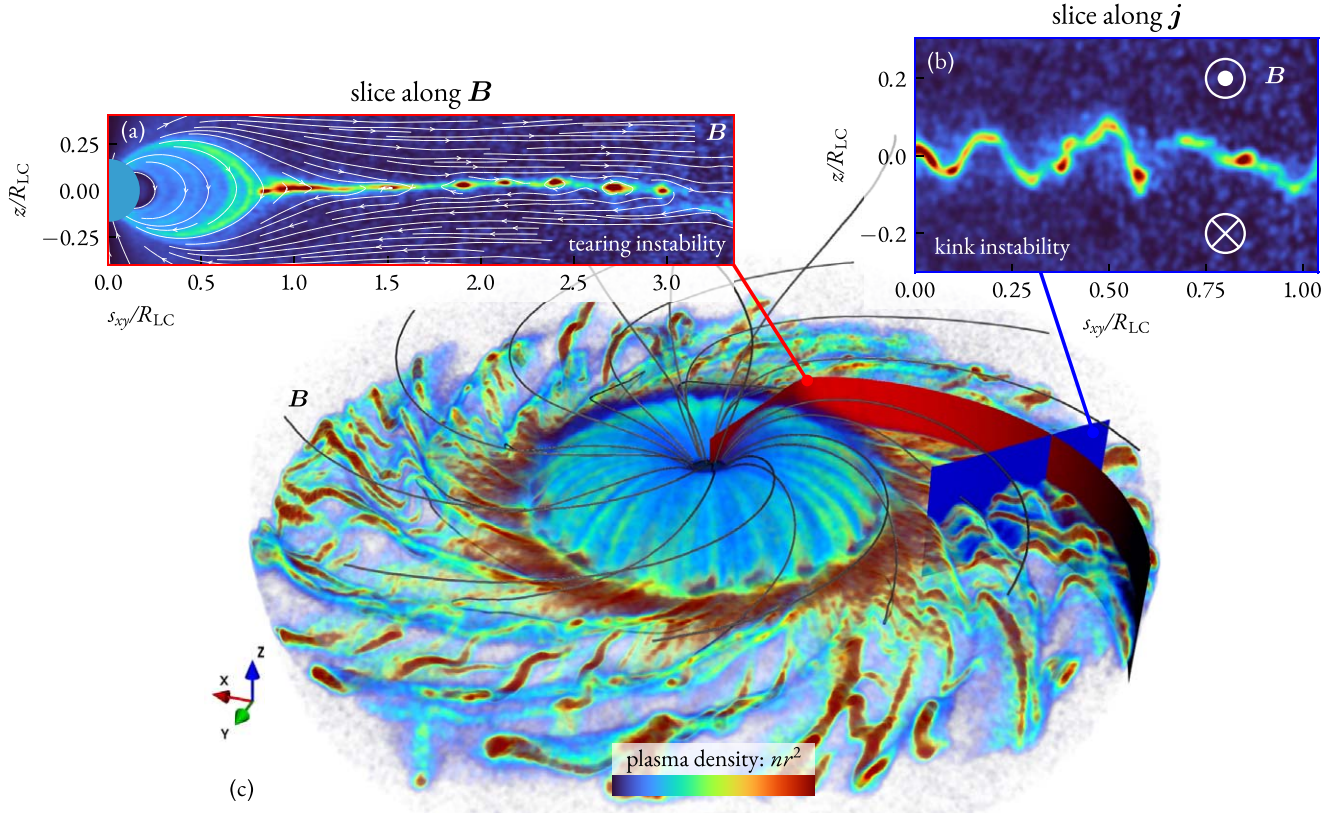 slice along j
slice along B
(a)
B
0.25
0.00
−0.25
z/R_LC
tearing instability
0.0 0.5 1.0 1.5 2.0 2.5 3.0
s_xy/R_LC
(b)
B
0.2
0.0
−0.2
z/R_LC
kink instability
0.00 0.25 0.50 0.75 1.00
s_xy/R_LC
B
Z
X
Y
plasma density: nr²
(c)